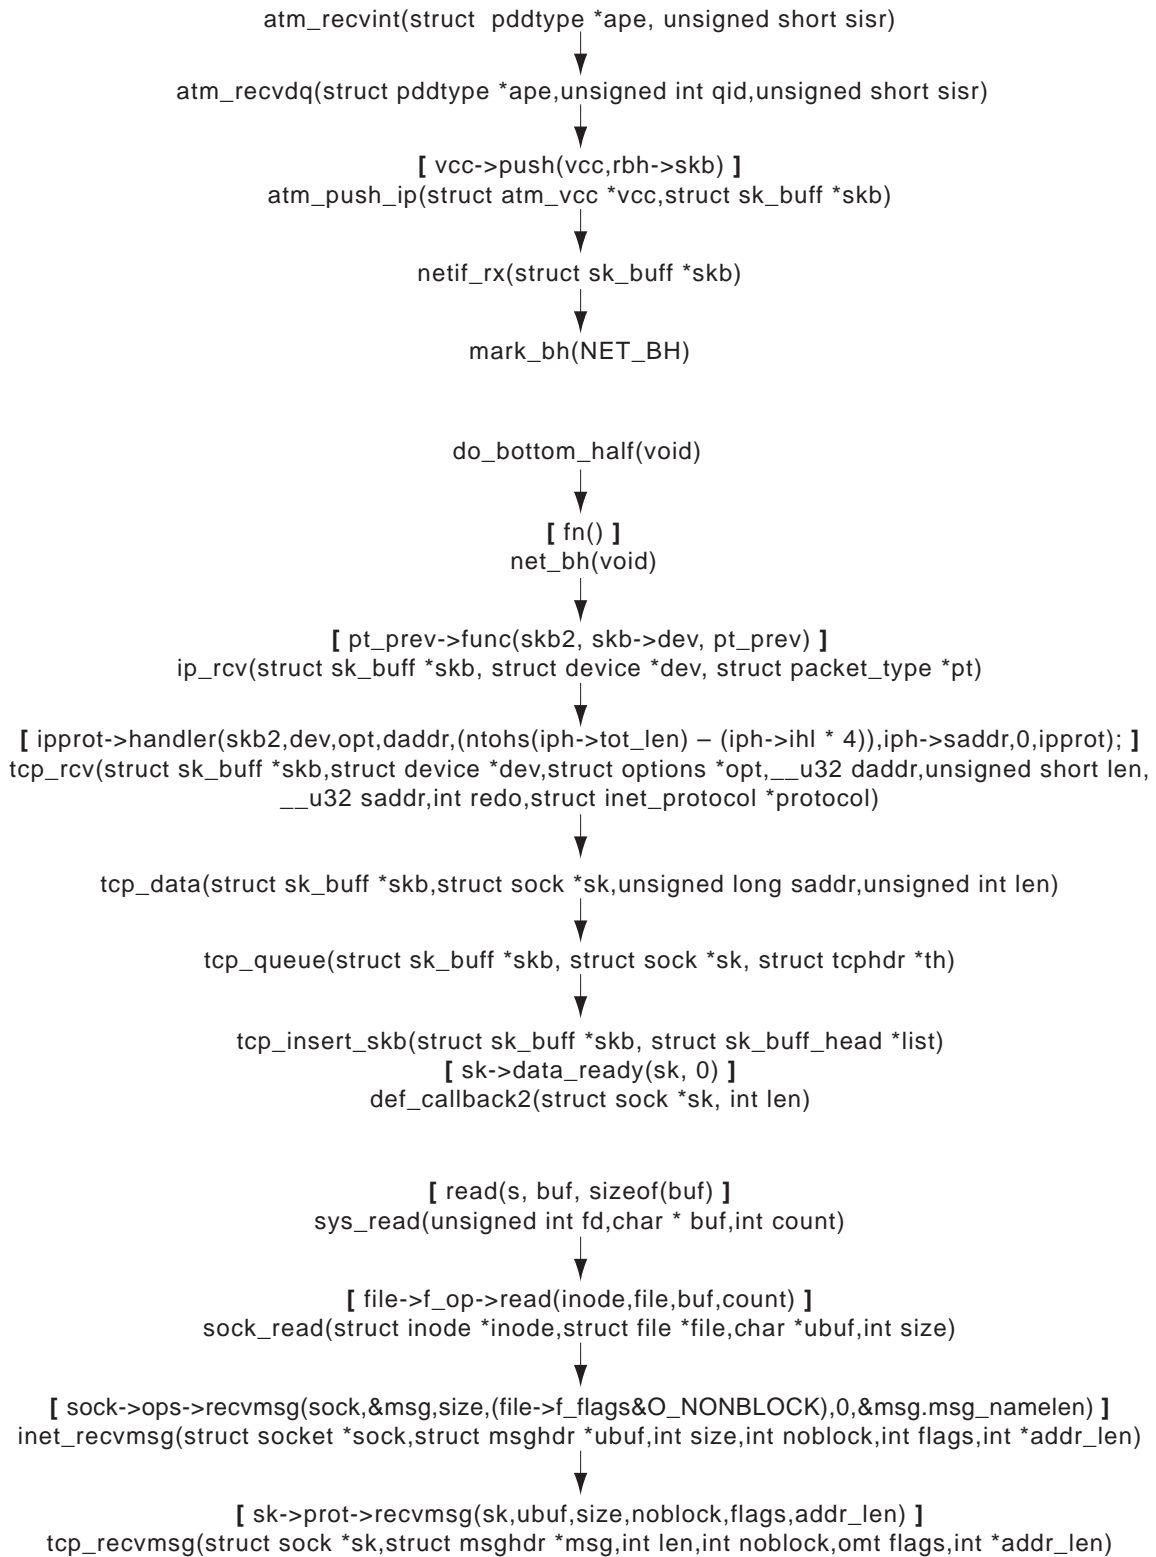 atm_recvint(struct pddtype *ape, unsigned short sisr)
atm_recvdq(struct pddtype *ape,unsigned int qid,unsigned short sisr)
[ vcc->push(vcc,rbh->skb) ]
atm_push_ip(struct atm_vcc *vcc,struct sk_buff *skb)
netif_rx(struct sk_buff *skb)
mark_bh(NET_BH)
do_bottom_half(void)
[ fn() ]
net_bh(void)
[ pt_prev->func(skb2, skb->dev, pt_prev) ]
ip_rcv(struct sk_buff *skb, struct device *dev, struct packet_type *pt)
[ ipprot->handler(skb2,dev,opt,daddr,(ntohs(iph->tot_len) – (iph->ihl * 4)),iph->saddr,0,ipprot); ]
tcp_rcv(struct sk_buff *skb,struct device *dev,struct options *opt,__u32 daddr,unsigned short len,
__u32 saddr,int redo,struct inet_protocol *protocol)
tcp_data(struct sk_buff *skb,struct sock *sk,unsigned long saddr,unsigned int len)
tcp_queue(struct sk_buff *skb, struct sock *sk, struct tcphdr *th)
tcp_insert_skb(struct sk_buff *skb, struct sk_buff_head *list)
[ sk->data_ready(sk, 0) ]
def_callback2(struct sock *sk, int len)
[ read(s, buf, sizeof(buf) ]
sys_read(unsigned int fd,char * buf,int count)
[ file->f_op->read(inode,file,buf,count) ]
sock_read(struct inode *inode,struct file *file,char *ubuf,int size)
[ sock->ops->recvmsg(sock,&msg,size,(file->f_flags&O_NONBLOCK),0,&msg.msg_namelen) ]
inet_recvmsg(struct socket *sock,struct msghdr *ubuf,int size,int noblock,int flags,int *addr_len)
[ sk->prot->recvmsg(sk,ubuf,size,noblock,flags,addr_len) ]
tcp_recvmsg(struct sock *sk,struct msghdr *msg,int len,int noblock,omt flags,int *addr_len)